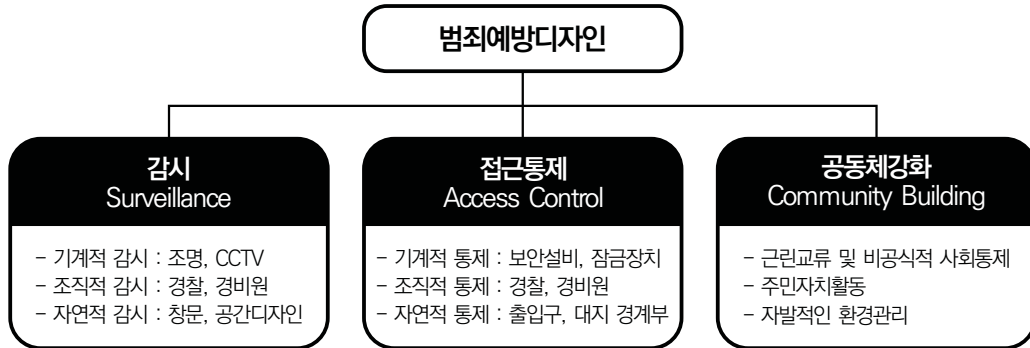 범죄예방디자인
감시
Surveillance
– 기계적 감시 : 조명, CCTV
– 조직적 감시 : 경찰, 경비원
– 자연적 감시 : 창문, 공간디자인
접근통제
Access Control
– 기계적 통제 : 보안설비, 잠금장치
– 조직적 통제 : 경찰, 경비원
– 자연적 통제 : 출입구, 대지 경계부
공동체강화
Community Building
– 근린교류 및 비공식적 사회통제
– 주민자치활동
– 자발적인 환경관리